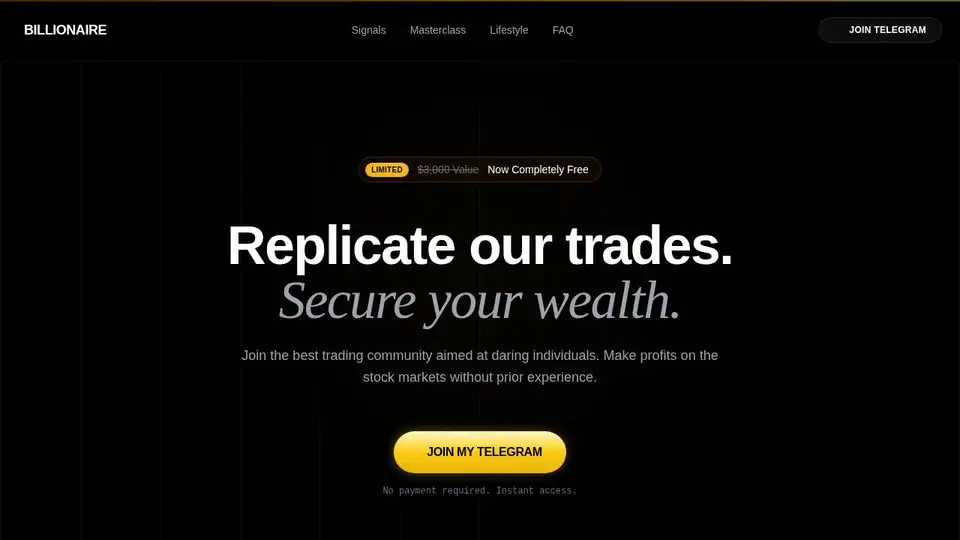 BILLIONAIRE
Signals
Masterclass
Lifestyle
FAQ
JOIN TELEGRAM
LIMITED $3,000 Value Now Completely Free
Replicate our trades.
Secure your wealth.
Join the best trading community aimed at daring individuals. Make profits on the
stock markets without prior experience.
JOIN MY TELEGRAM
No payment required. Instant access.